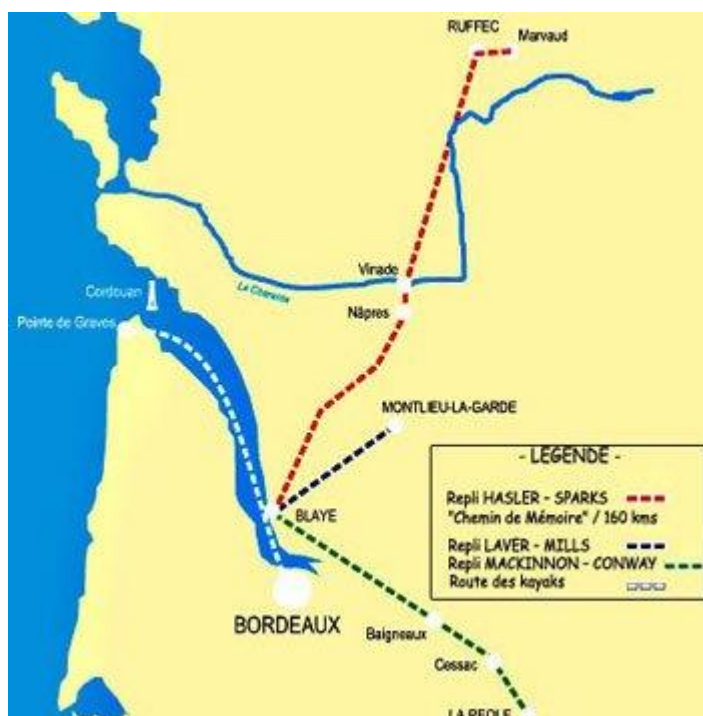 RUFFEC
Marvaud
Vinade
La Charente
Cordouan
Nâpres
Pointe de Graves
MONTLIEU-LA-GARDE
- LEGENDE -
Repli HASLER - SPARKS
"Chemin de Mémoire" / 160 kms
BLAYE
Repli LAVER - MILLS
Repli MACKINNON - CONWAY
Route des kayaks
BORDEAUX
Baigneaux
Cessac
LA REOLE